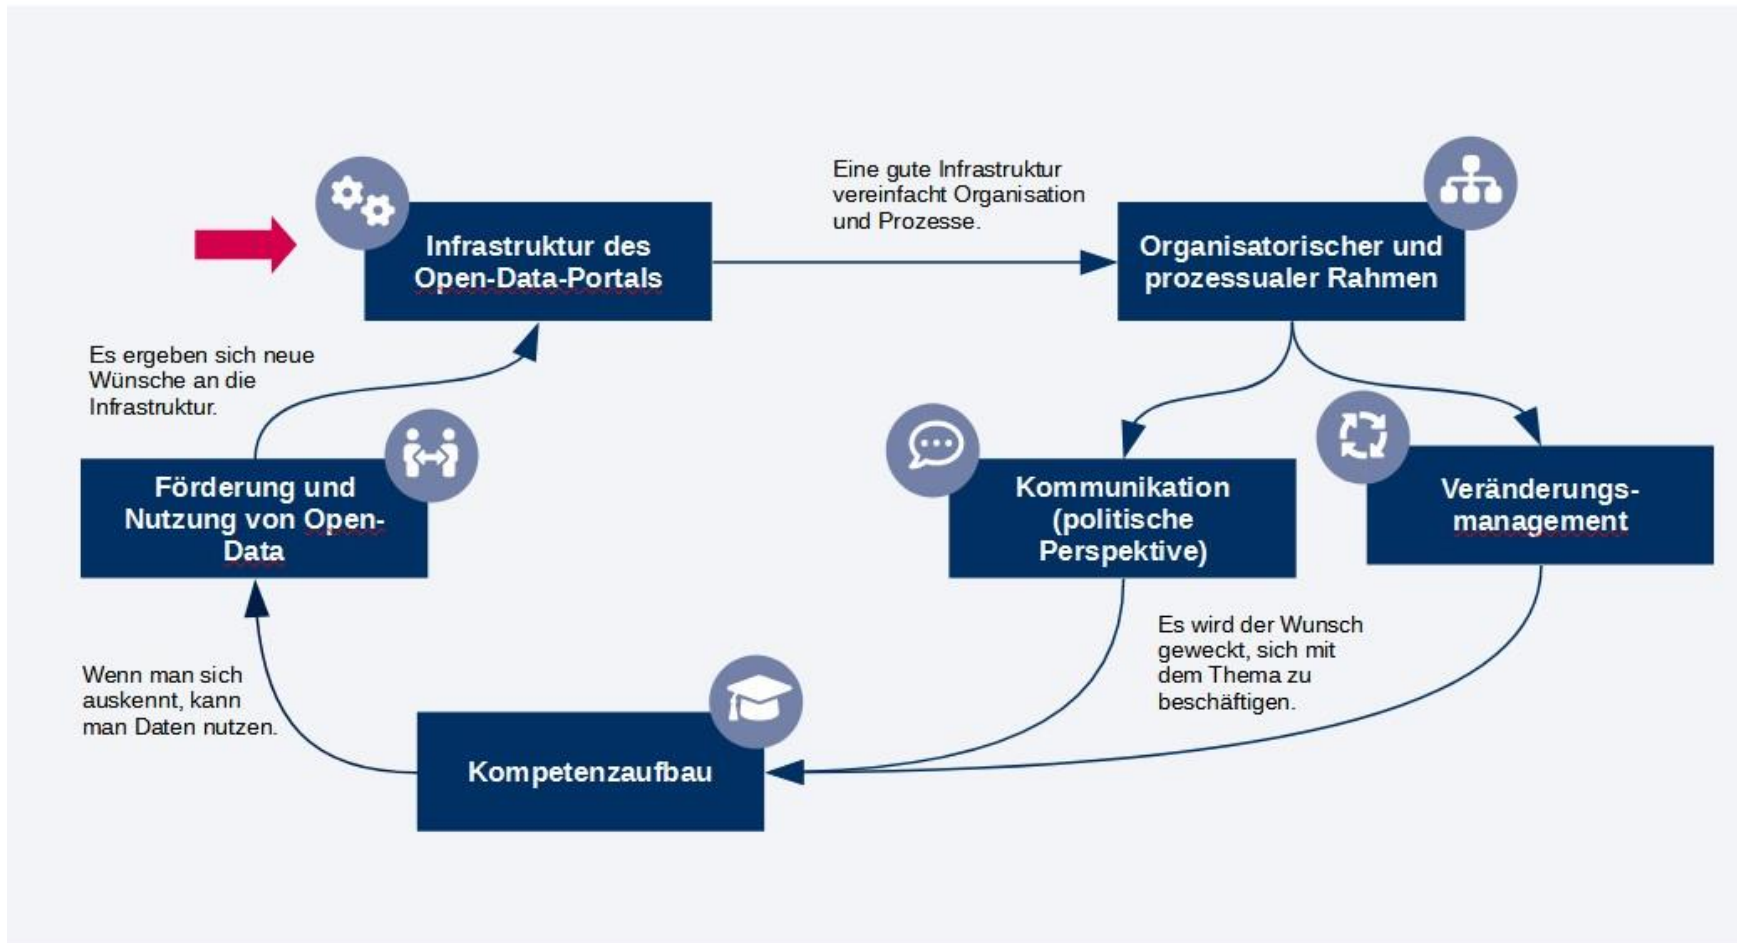 Infrastruktur des
Open-Data-Portals
Eine gute Infrastruktur
vereinfacht Organisation
und Prozesse.
Organisatorischer und
prozessualer Rahmen
Es ergeben sich neue
Wünsche an die
Infrastruktur.
Förderung und
Nutzung von Open-
Data
Kommunikation
(politische
Perspektive)
Veränderungs-
management
Es wird der Wunsch
geweckt, sich mit
dem Thema zu
beschäftigen.
Wenn man sich
auskennt, kann
man Daten nutzen.
Kompetenzaufbau